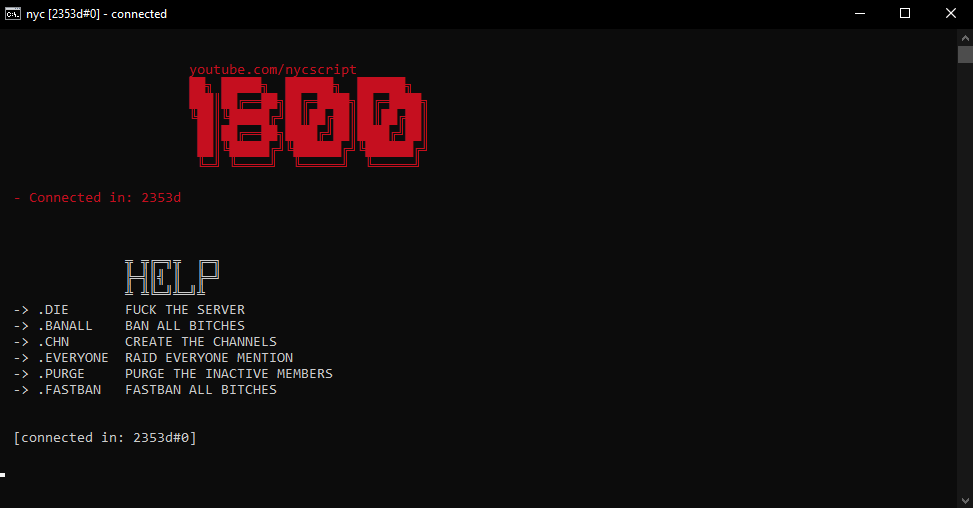 nyc [2353d#0] - connected
youtube.com/nycscript
1800
- Connected in: 2353d
HELP
-> .DIE FUCK THE SERVER
-> .BANALL BAN ALL BITCHES
-> .CHN CREATE THE CHANNELS
-> .EVERYONE RAID EVERYONE MENTION
-> .PURGE PURGE THE INACTIVE MEMBERS
-> .FASTBAN FASTBAN ALL BITCHES
[connected in: 2353d#0]